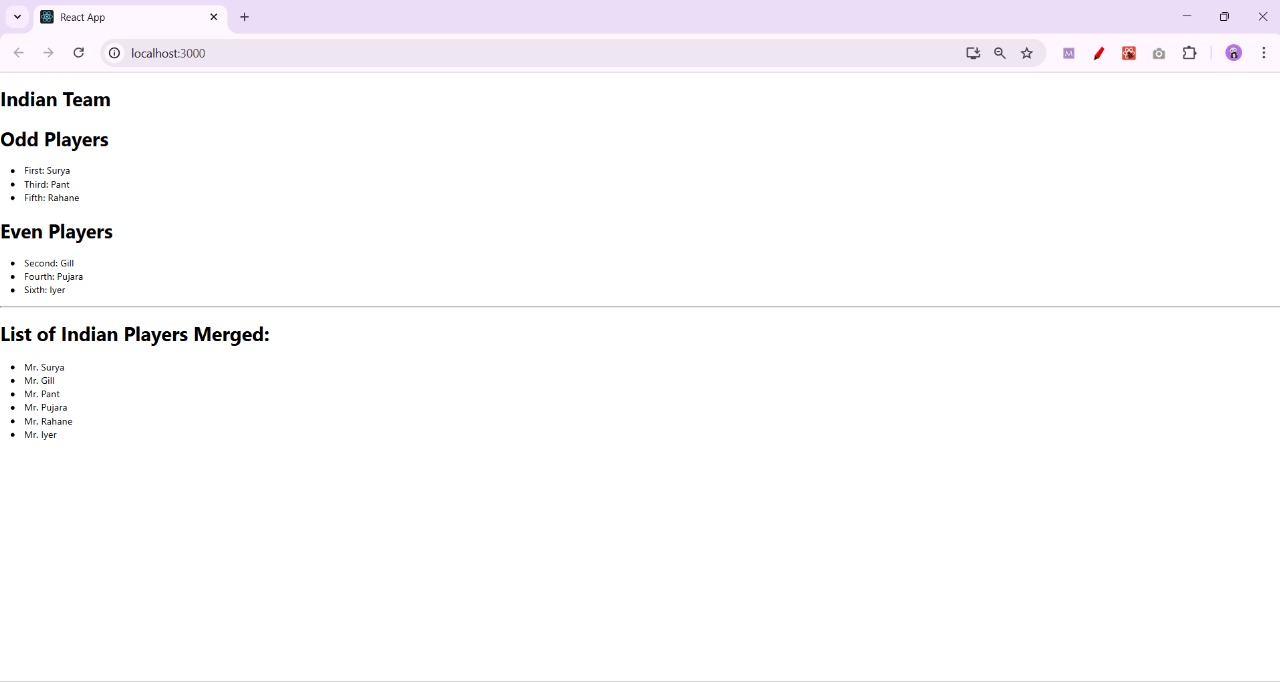 React App
localhost:3000
Indian Team
Odd Players
First: Surya
Third: Pant
Fifth: Rahane
Even Players
Second: Gill
Fourth: Pujara
Sixth: Iyer
List of Indian Players Merged:
Mr. Surya
Mr. Gill
Mr. Pant
Mr. Pujara
Mr. Rahane
Mr. Iyer